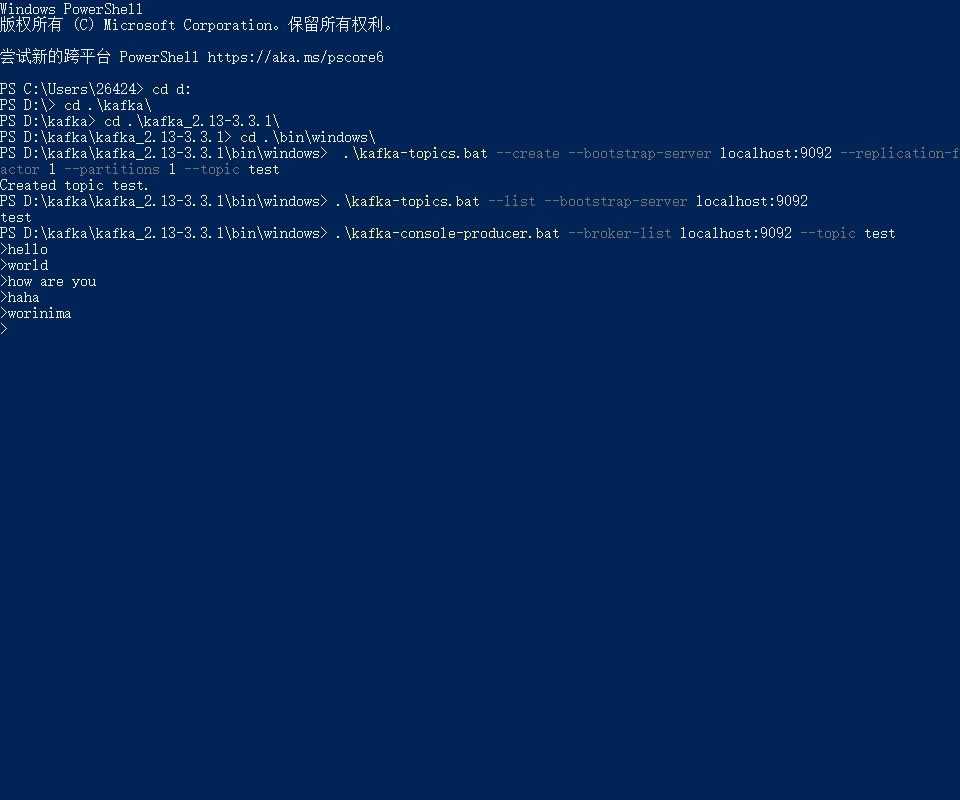 Windows PowerShell
版权所有 (C) Microsoft Corporation。保留所有权利。
尝试新的跨平台 PowerShell https://aka.ms/pscore6
PS C:\Users\26424> cd d:
PS D:\> cd .\kafka\
PS D:\kafka> cd .\kafka_2.13-3.3.1\
PS D:\kafka\kafka_2.13-3.3.1> cd .\bin\windows\
PS D:\kafka\kafka_2.13-3.3.1\bin\windows>  .\kafka-topics.bat --create --bootstrap-server localhost:9092 --replication-f
actor 1 --partitions 1 --topic test
Created topic test.
PS D:\kafka\kafka_2.13-3.3.1\bin\windows> .\kafka-topics.bat --list --bootstrap-server localhost:9092
test
PS D:\kafka\kafka_2.13-3.3.1\bin\windows> .\kafka-console-producer.bat --broker-list localhost:9092 --topic test
>hello
>world
>how are you
>haha
>worinima
>